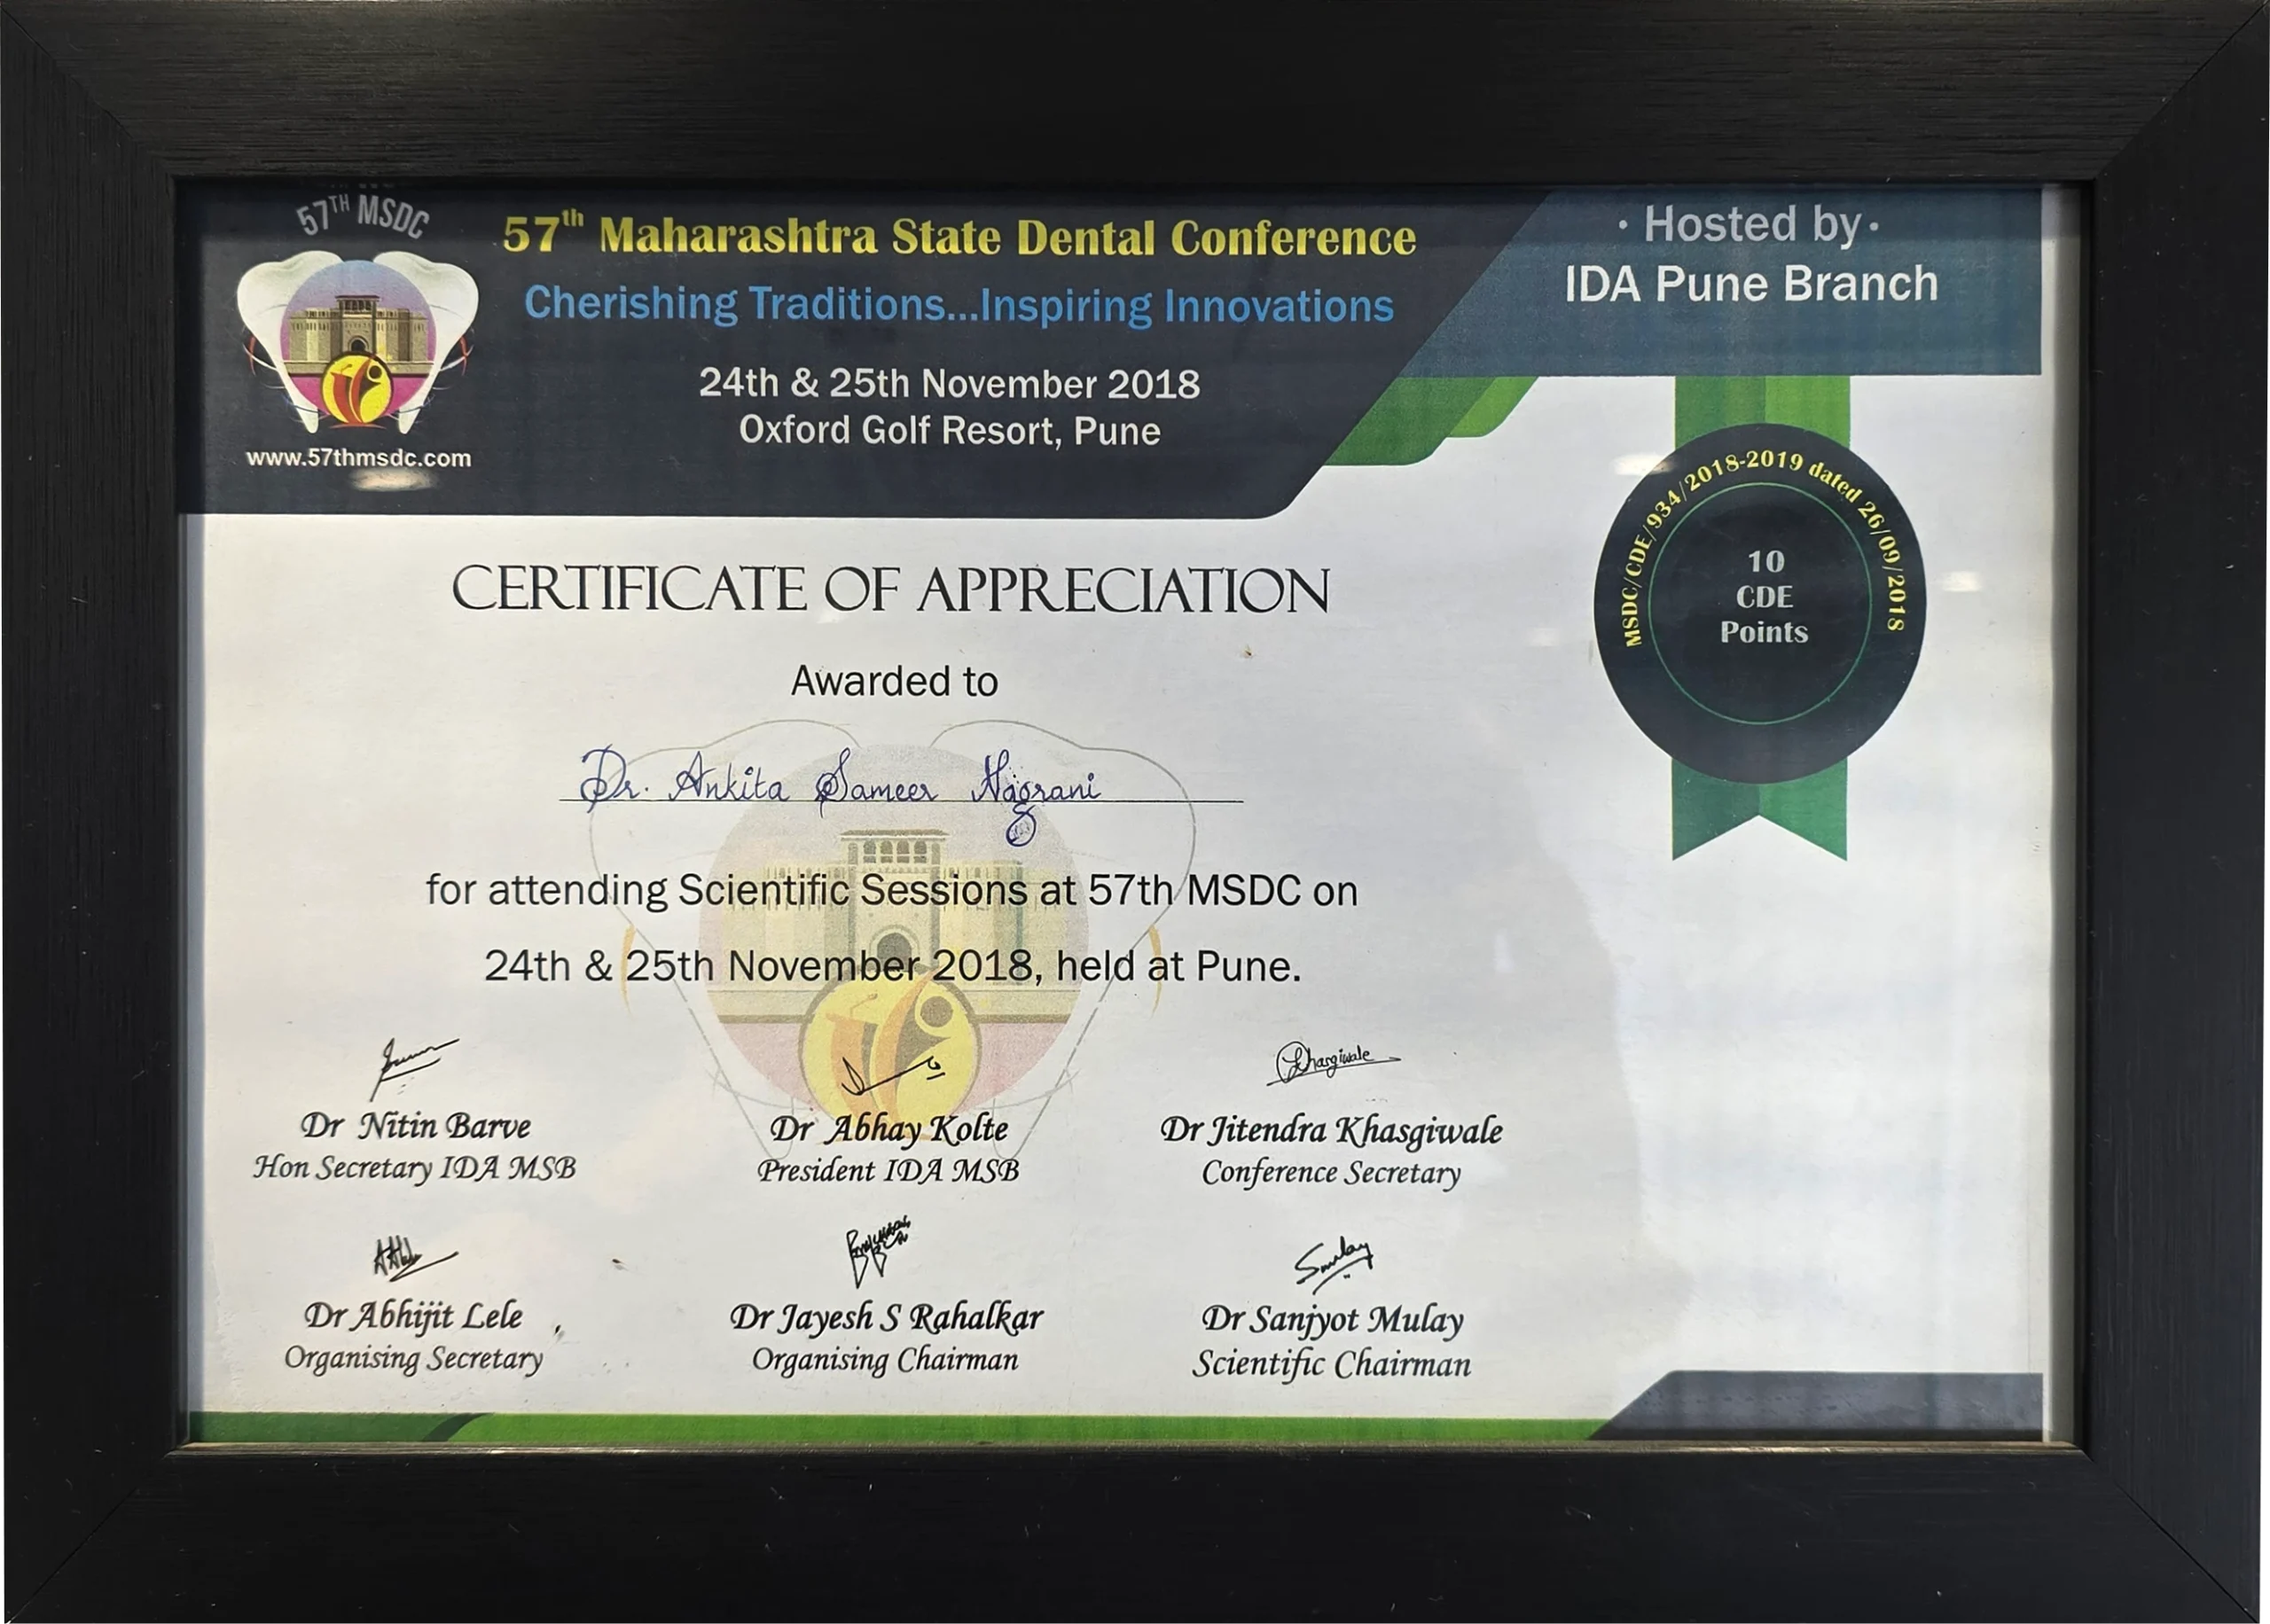 57TH MSDC
www.57thmsdc.com
57th Maharashtra State Dental Conference
Cherishing Traditions...Inspiring Innovations
24th & 25th November 2018
Oxford Golf Resort, Pune
· Hosted by ·
IDA Pune Branch
MSDC/CDE/934/2018-2019 dated 26/09/2018
10
CDE
Points
CERTIFICATE OF APPRECIATION
Awarded to
Dr. Ankita Sameer Nagrani
for attending Scientific Sessions at 57th MSDC on
24th & 25th November 2018, held at Pune.
Khasgiwale
Dr Nitin Barve
Hon Secretary IDA MSB
Dr Abhay Kolte
President IDA MSB
Dr Jitendra Khasgiwale
Conference Secretary
Smulay
Dr Abhijit Lele
Organising Secretary
Dr Jayesh S Rahalkar
Organising Chairman
Dr Sanjyot Mulay
Scientific Chairman